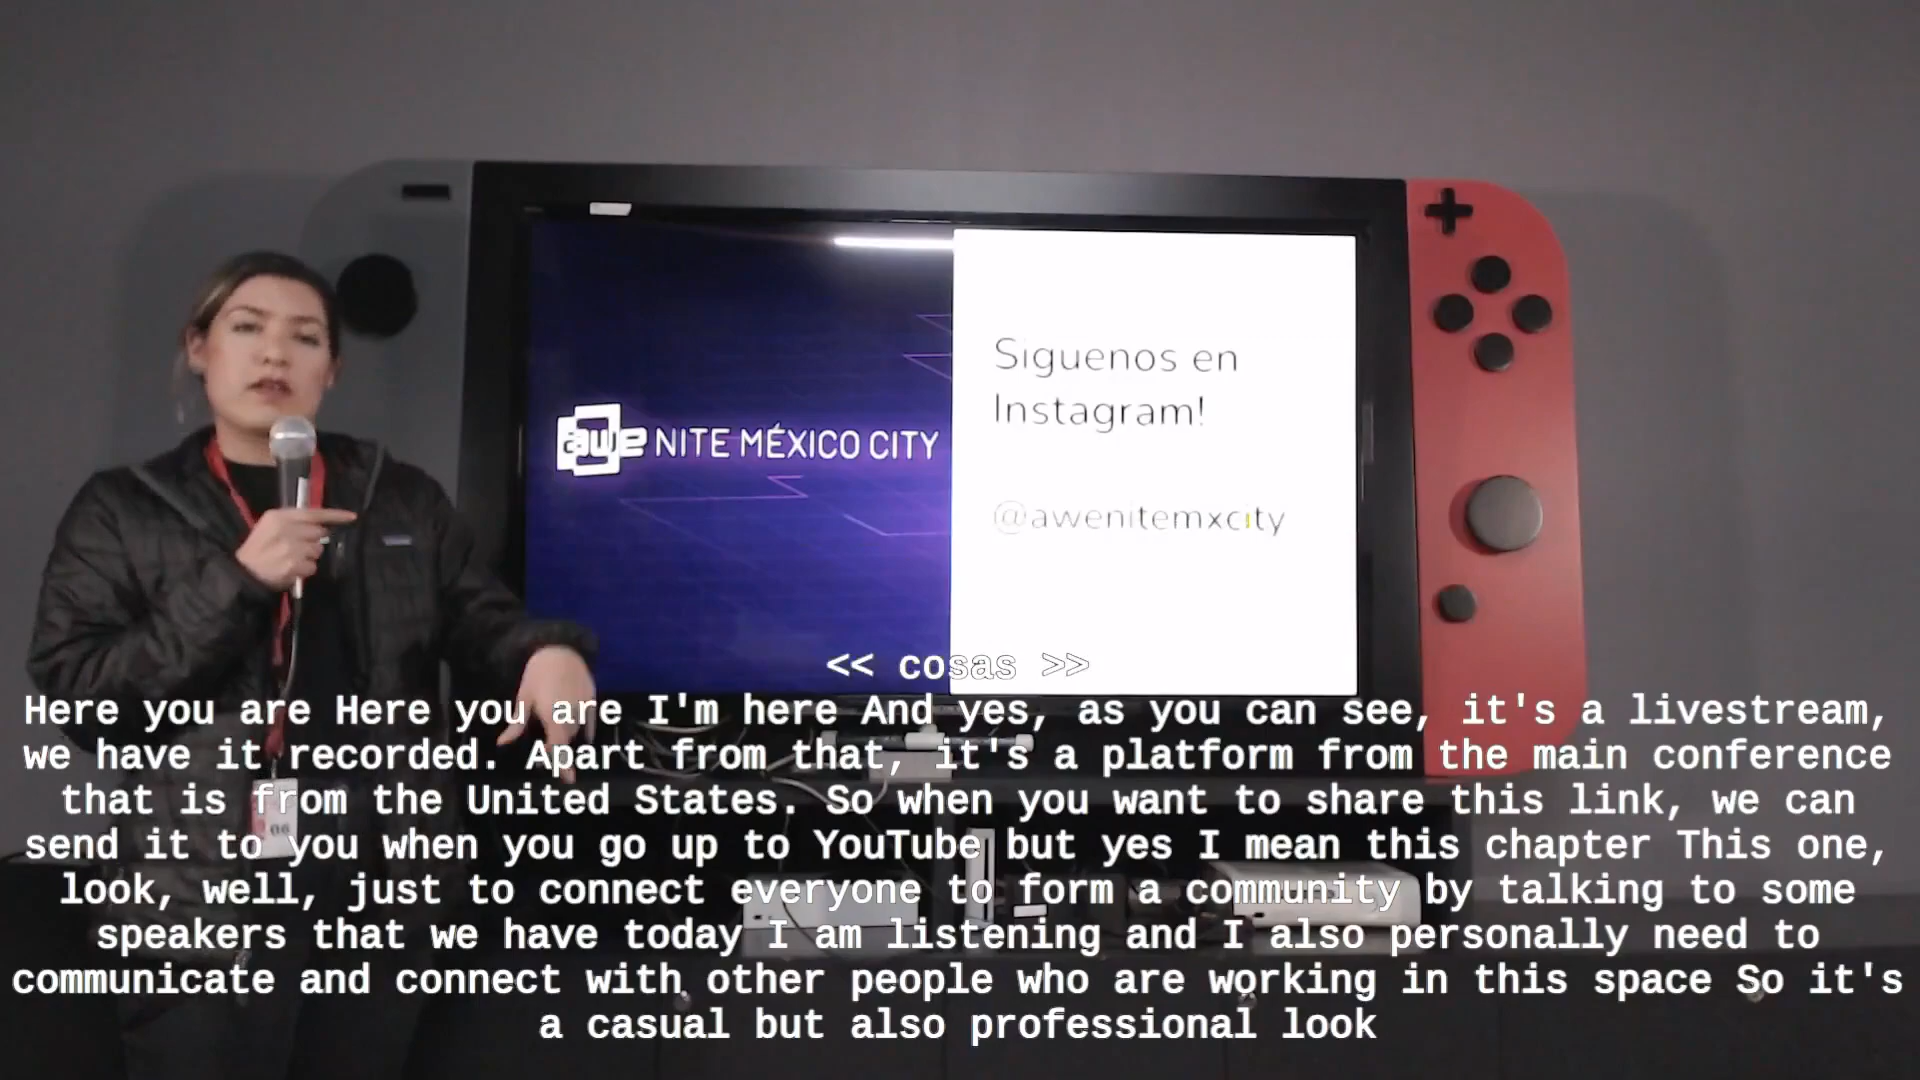 awe NITE MÉXICO CITY
Siguenos en
Instagram!
@awenitemxcity
<< cosas >>
Here you are Here you are I'm here And yes, as you can see, it's a livestream,
we have it recorded. Apart from that, it's a platform from the main conference
that is from the United States. So when you want to share this link, we can
send it to you when you go up to YouTube but yes I mean this chapter This one,
look, well, just to connect everyone to form a community by talking to some
speakers that we have today I am listening and I also personally need to
communicate and connect with other people who are working in this space So it's
a casual but also professional look
06